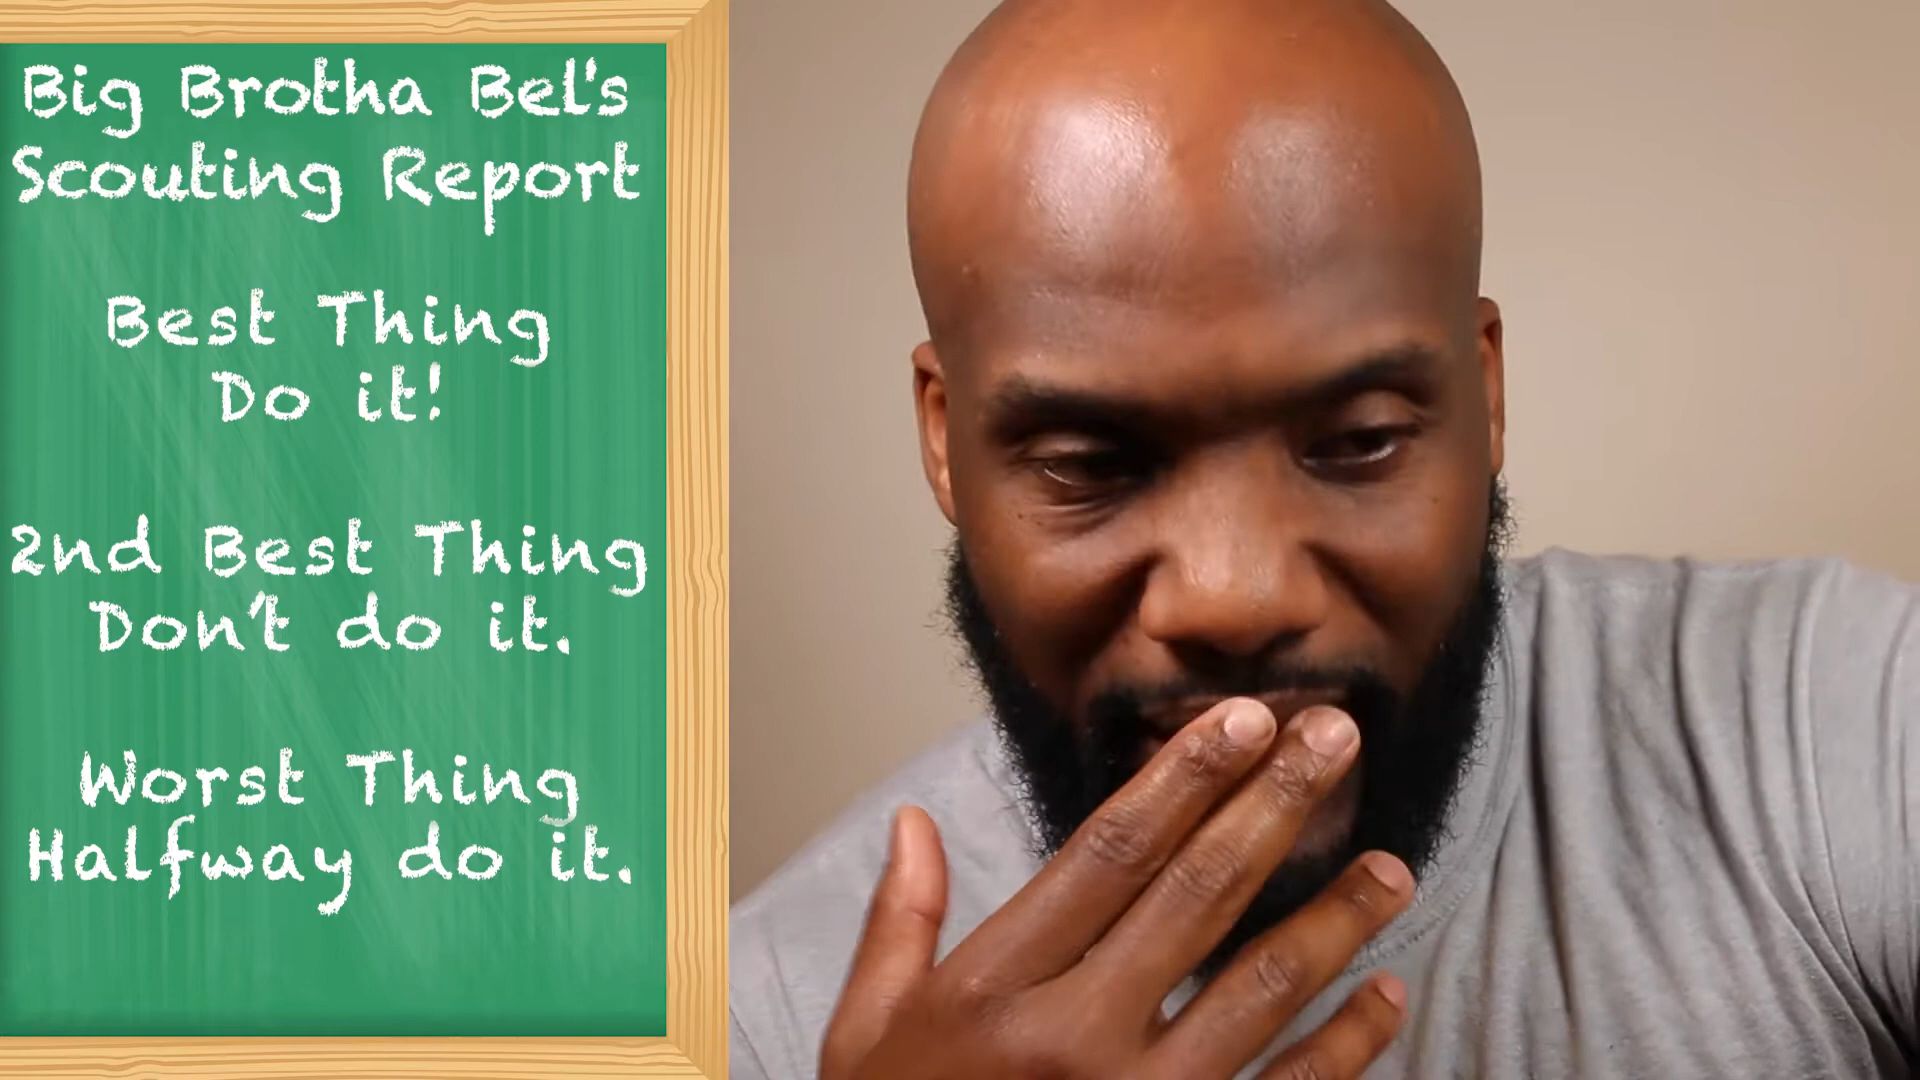 Big Brotha Bel's
Scouting Report
Best Thing
Do it!
2nd Best Thing
Don't do it.
Worst Thing
Halfway do it.